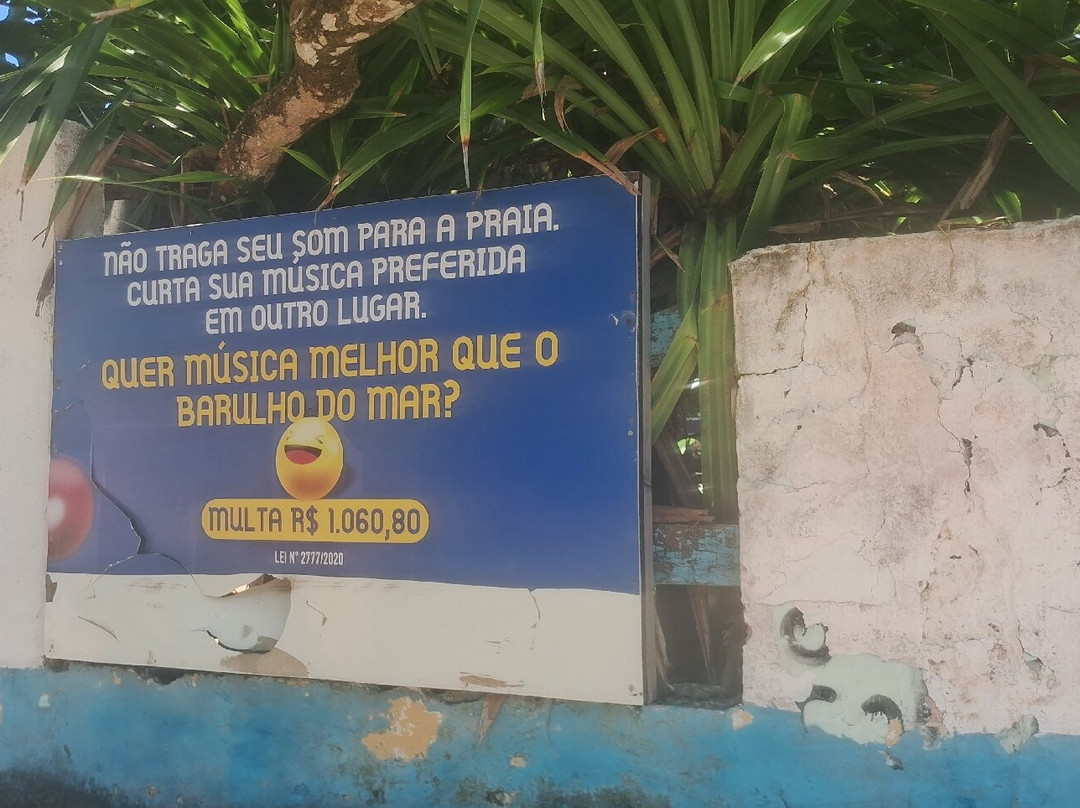 NÃO TRAGA SEU SOM PARA A PRAIA.
CURTA SUA MÚSICA PREFERIDA
EM OUTRO LUGAR.
QUER MÚSICA MELHOR QUE O
BARULHO DO MAR?
MULTA R$ 1.060,80
LEI N° 2777/2020